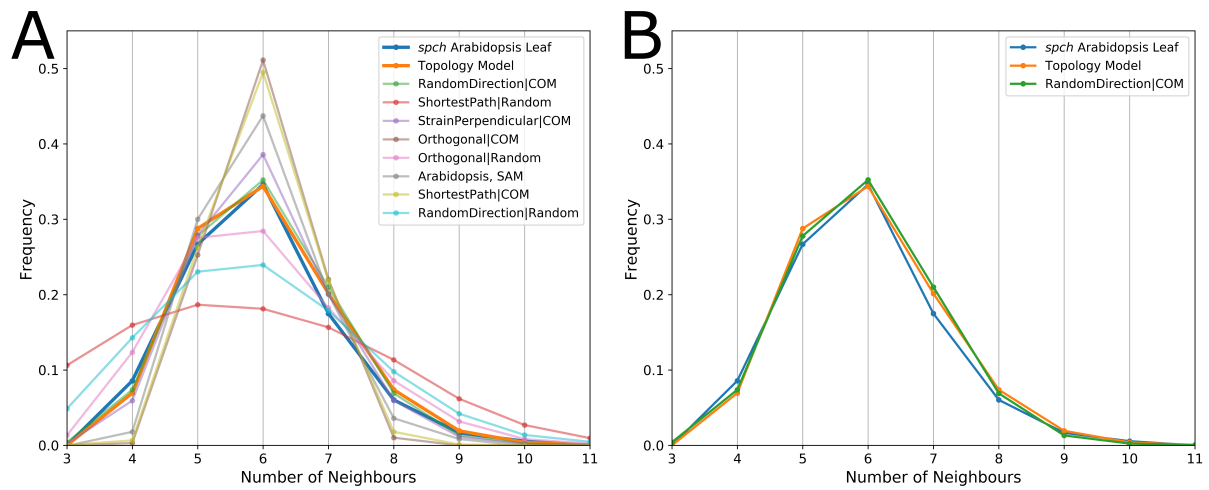 A
Frequency
0.5
0.4
0.3
0.2
0.1
0.0
3 4 5 6 7 8 9 10 11
Number of Neighbours
spch Arabidopsis Leaf
Topology Model
RandomDirection|COM
ShortestPath|Random
StrainPerpendicular|COM
Orthogonal|COM
Orthogonal|Random
Arabidopsis, SAM
ShortestPath|COM
RandomDirection|Random
B
Frequency
0.5
0.4
0.3
0.2
0.1
0.0
3 4 5 6 7 8 9 10 11
Number of Neighbours
spch Arabidopsis Leaf
Topology Model
RandomDirection|COM